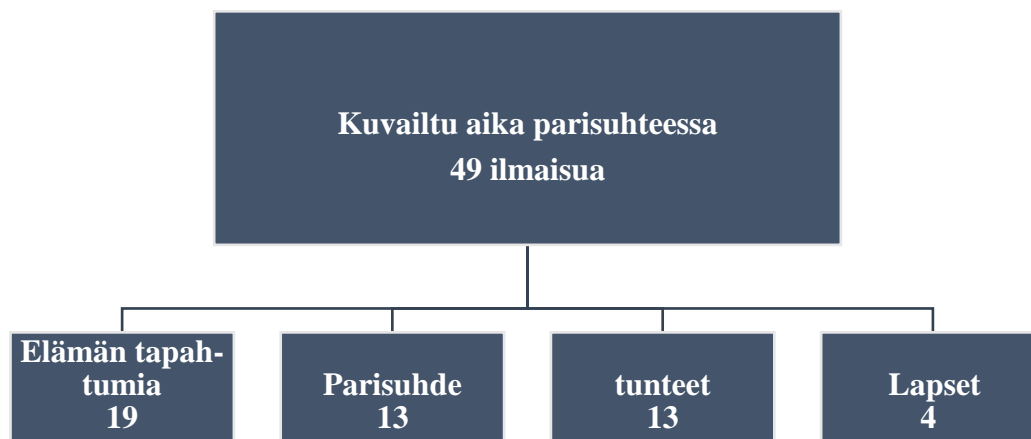 Kuvailtu aika parisuhteessa
49 ilmaisua
Elämän tapah-
tumia
19
Parisuhde
13
tunteet
13
Lapset
4